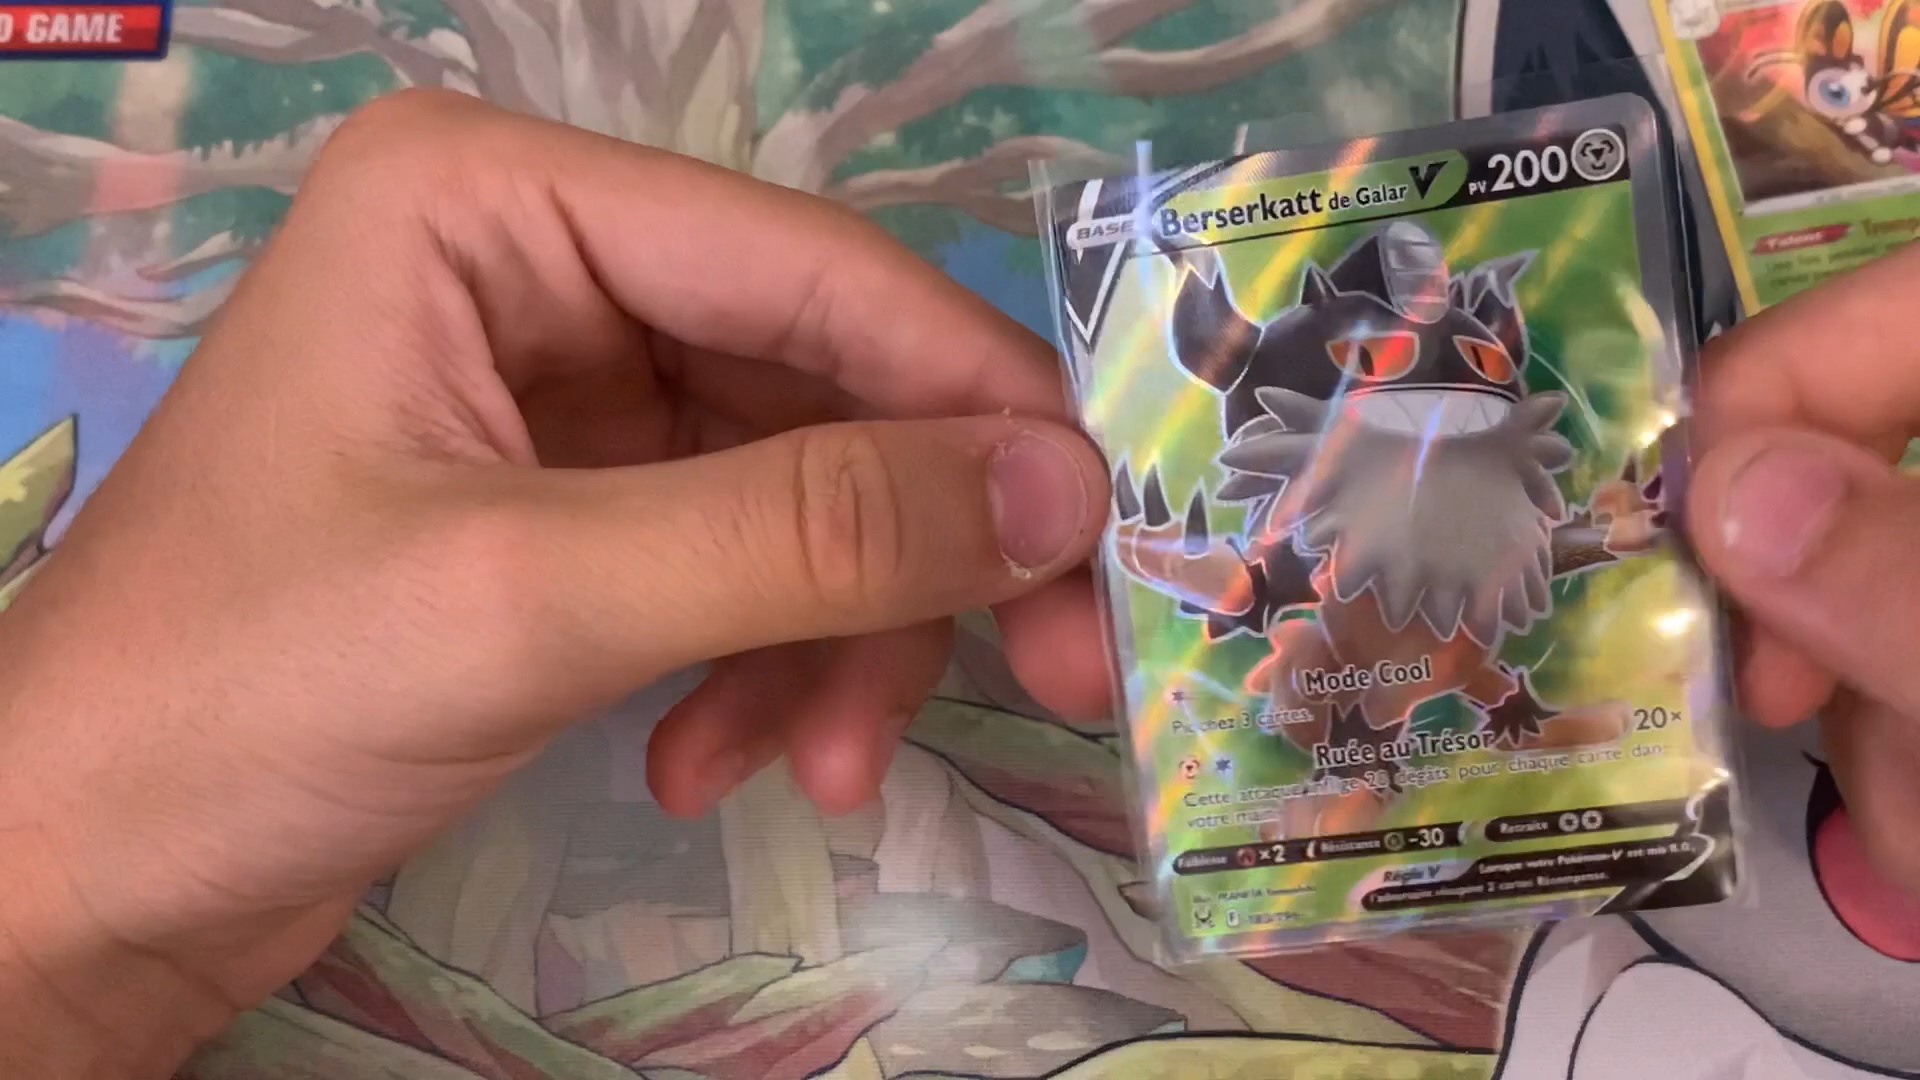 GAME
BASE
Berserkatt de Galar V
PV 200
Mode Cool
Piochez 3 cartes.
Ruée au Trésor
20×
Cette attaque inflige 20 dégâts pour chaque carte dans
votre main.
Faiblesse ×2 Résistance -30 Retraite
Règle V
Lorsque votre Pokémon-V est mis K.O.,
l'adversaire récupère 2 cartes Récompense.
Talent